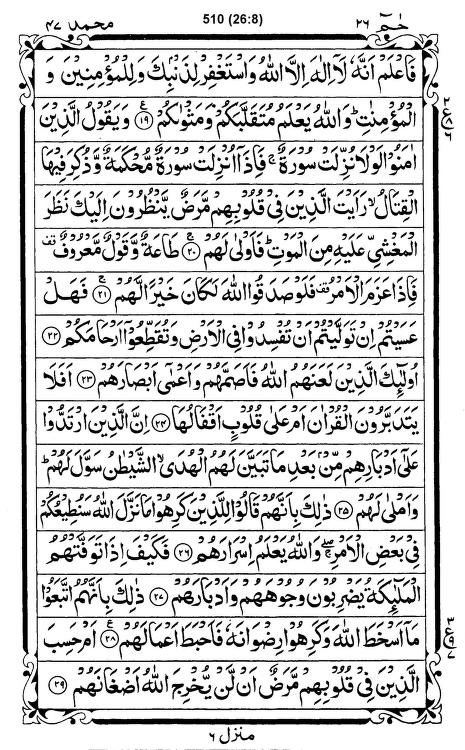 محمد ٤٧
510 (26:8)
حٰمٓ ٢٦
فَاعْلَمْ اَنَّهٗ لَاۤ اِلٰهَ اِلَّا اللّٰهُ وَاسْتَغْفِرْ لِذَنْۢبِكَ وَلِلْمُؤْمِنِيْنَ وَ
الْمُؤْمِنٰتِ ؕ وَاللّٰهُ يَعْلَمُ مُتَقَلَّبَكُمْ وَمَثْوٰىكُمْ ﴿۱۹﴾ وَيَقُوْلُ الَّذِيْنَ
اٰمَنُوْا لَوْلَا نُزِّلَتْ سُوْرَةٌ ۚ فَاِذَاۤ اُنْزِلَتْ سُوْرَةٌ مُّحْكَمَةٌ وَّذُكِرَ فِيْهَا
الْقِتَالُ ۙ رَاَيْتَ الَّذِيْنَ فِيْ قُلُوْبِهِمْ مَّرَضٌ يَّنْظُرُوْنَ اِلَيْكَ نَظَرَ
الْمَغْشِيِّ عَلَيْهِ مِنَ الْمَوْتِ ؕ فَاَوْلٰى لَهُمْ ﴿۲۰﴾ طَاعَةٌ وَّقَوْلٌ مَّعْرُوْفٌ
فَاِذَا عَزَمَ الْاَمْرُ فَلَوْ صَدَقُوا اللّٰهَ لَكَانَ خَيْرًا لَّهُمْ ﴿۲۱﴾ فَهَلْ
عَسَيْتُمْ اِنْ تَوَلَّيْتُمْ اَنْ تُفْسِدُوْا فِي الْاَرْضِ وَتُقَطِّعُوْۤا اَرْحَامَكُمْ ﴿۲۲﴾
اُولٰٓئِكَ الَّذِيْنَ لَعَنَهُمُ اللّٰهُ فَاَصَمَّهُمْ وَاَعْمٰۤى اَبْصَارَهُمْ ﴿۲۳﴾ اَفَلَا
يَتَدَبَّرُوْنَ الْقُرْاٰنَ اَمْ عَلٰى قُلُوْبٍ اَقْفَالُهَا ﴿۲۴﴾ اِنَّ الَّذِيْنَ ارْتَدُّوْا
عَلٰۤى اَدْبَارِهِمْ مِّنْۢ بَعْدِ مَا تَبَيَّنَ لَهُمُ الْهُدَى ۙ الشَّيْطٰنُ سَوَّلَ لَهُمْ ؕ
وَاَمْلٰى لَهُمْ ﴿۲۵﴾ ذٰلِكَ بِاَنَّهُمْ قَالُوْا لِلَّذِيْنَ كَرِهُوْا مَا نَزَّلَ اللّٰهُ سَنُطِيْعُكُمْ
فِيْ بَعْضِ الْاَمْرِ ۖۚ وَاللّٰهُ يَعْلَمُ اِسْرَارَهُمْ ﴿۲۶﴾ فَكَيْفَ اِذَا تَوَفَّتْهُمُ
الْمَلٰٓئِكَةُ يَضْرِبُوْنَ وُجُوْهَهُمْ وَاَدْبَارَهُمْ ﴿۲۷﴾ ذٰلِكَ بِاَنَّهُمُ اتَّبَعُوْا
مَاۤ اَسْخَطَ اللّٰهَ وَكَرِهُوْا رِضْوَانَهٗ فَاَحْبَطَ اَعْمَالَهُمْ ﴿۲۸﴾ اَمْ حَسِبَ
الَّذِيْنَ فِيْ قُلُوْبِهِمْ مَّرَضٌ اَنْ لَّنْ يُّخْرِجَ اللّٰهُ اَضْغَانَهُمْ ﴿۲۹﴾
منزل ٦